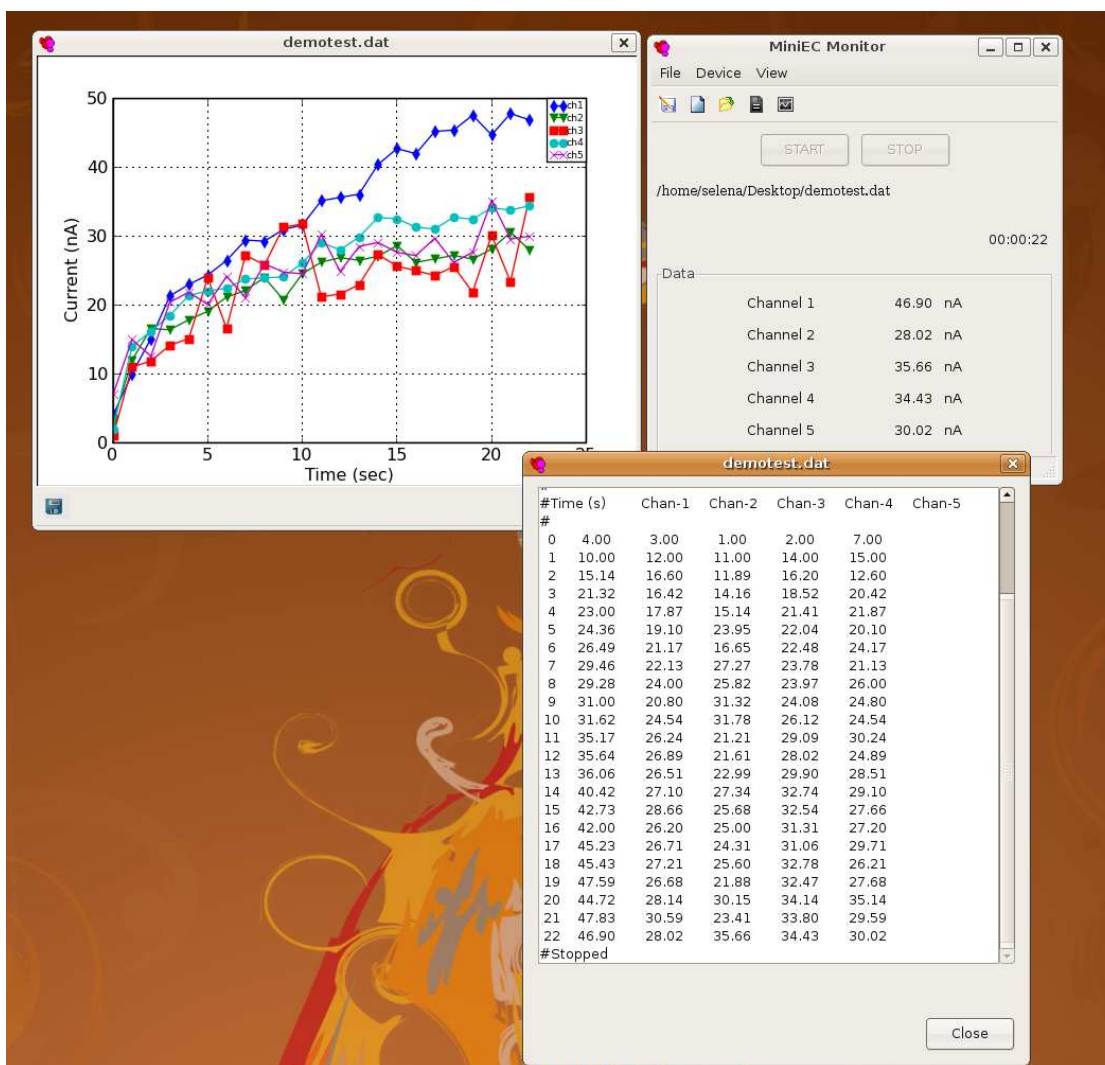 demotest.dat
50
40
30
20
10
0
Current (nA)
0 5 10 15 20
Time (sec)
ch1
ch2
ch3
ch4
ch5
MiniEC Monitor
File Device View
START STOP
/home/selena/Desktop/demotest.dat
00:00:22
Data
Channel 1 46.90 nA
Channel 2 28.02 nA
Channel 3 35.66 nA
Channel 4 34.43 nA
Channel 5 30.02 nA
demotest.dat
#Time (s) Chan-1 Chan-2 Chan-3 Chan-4 Chan-5
#
0 4.00 3.00 1.00 2.00 7.00
1 10.00 12.00 11.00 14.00 15.00
2 15.14 16.60 11.89 16.20 12.60
3 21.32 16.42 14.16 18.52 20.42
4 23.00 17.87 15.14 21.41 21.87
5 24.36 19.10 23.95 22.04 20.10
6 26.49 21.17 16.65 22.48 24.17
7 29.46 22.13 27.27 23.78 21.13
8 29.28 24.00 25.82 23.97 26.00
9 31.00 20.80 31.32 24.08 24.80
10 31.62 24.54 31.78 26.12 24.54
11 35.17 26.24 21.21 29.09 30.24
12 35.64 26.89 21.61 28.02 24.89
13 36.06 26.51 22.99 29.90 28.51
14 40.42 27.10 27.34 32.74 29.10
15 42.73 28.66 25.68 32.54 27.66
16 42.00 26.20 25.00 31.31 27.20
17 45.23 26.71 24.31 31.06 29.71
18 45.43 27.21 25.60 32.78 26.21
19 47.59 26.68 21.88 32.47 27.68
20 44.72 28.14 30.15 34.14 35.14
21 47.83 30.59 23.41 33.80 29.59
22 46.90 28.02 35.66 34.43 30.02
#Stopped
Close